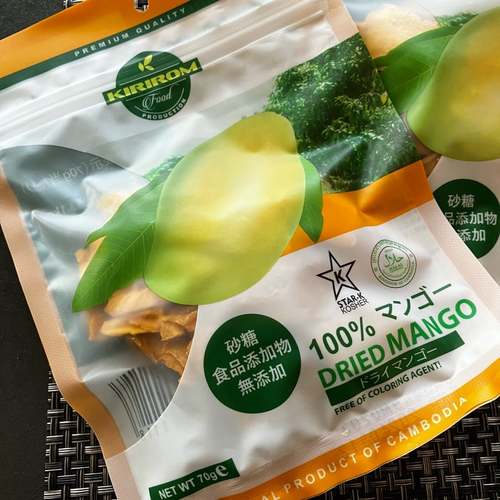 PREMIUM QUALITY
KIRIROM
Food
PRODUCTION
K
STAR-K
KOSHER
حلال
砂糖
食品添加物
無添加
100% マンゴー
DRIED MANGO
ドライマンゴー
FREE OF COLORING AGENT!
NET WT 70g℮
AL PRODUCT OF CAMBODIA
砂糖
品添加物
無添加